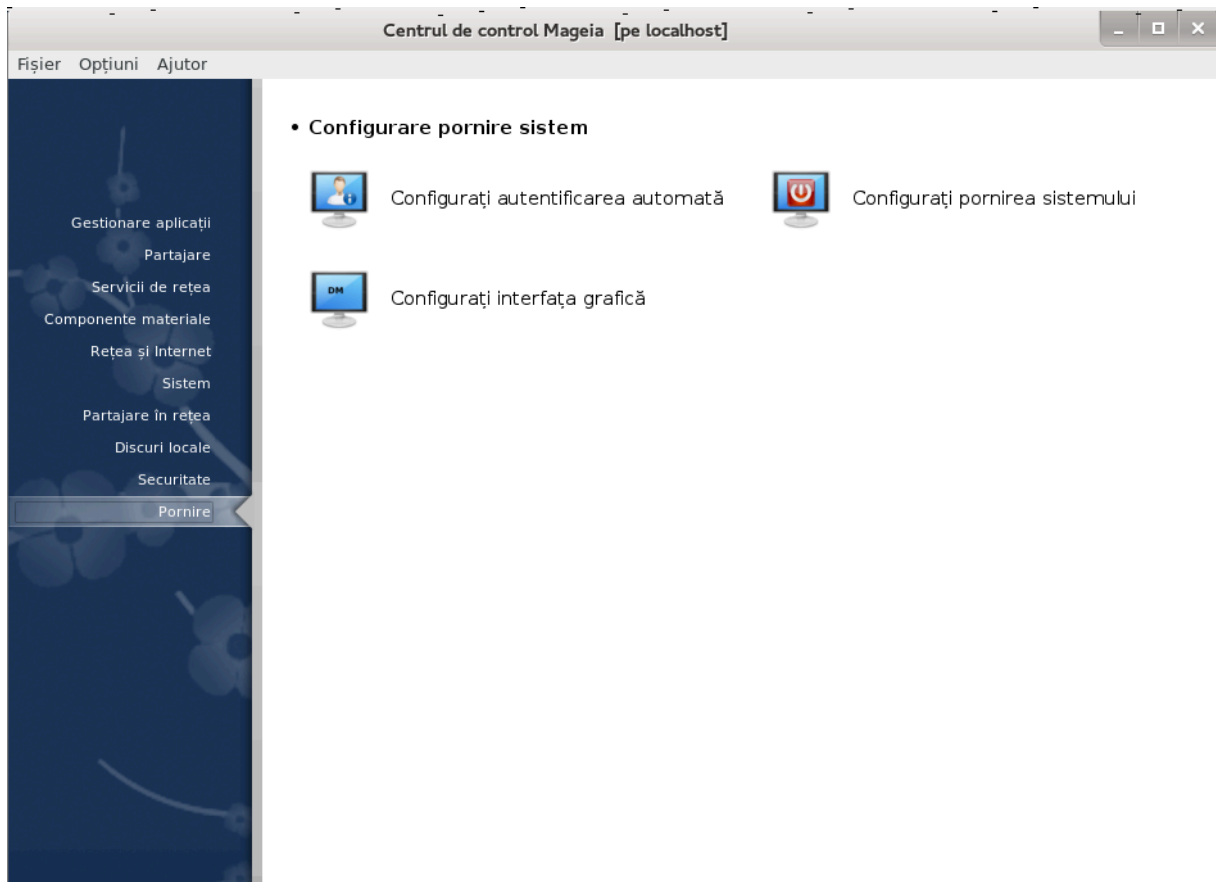 Centrul de control Mageia [pe localhost]
Fișier Opțiuni Ajutor
Gestionare aplicații
Partajare
Servicii de rețea
Componente materiale
Rețea și Internet
Sistem
Partajare în rețea
Discuri locale
Securitate
Pornire
• Configurare pornire sistem
Configurați autentificarea automată
Configurați pornirea sistemului
DM
Configurați interfața grafică